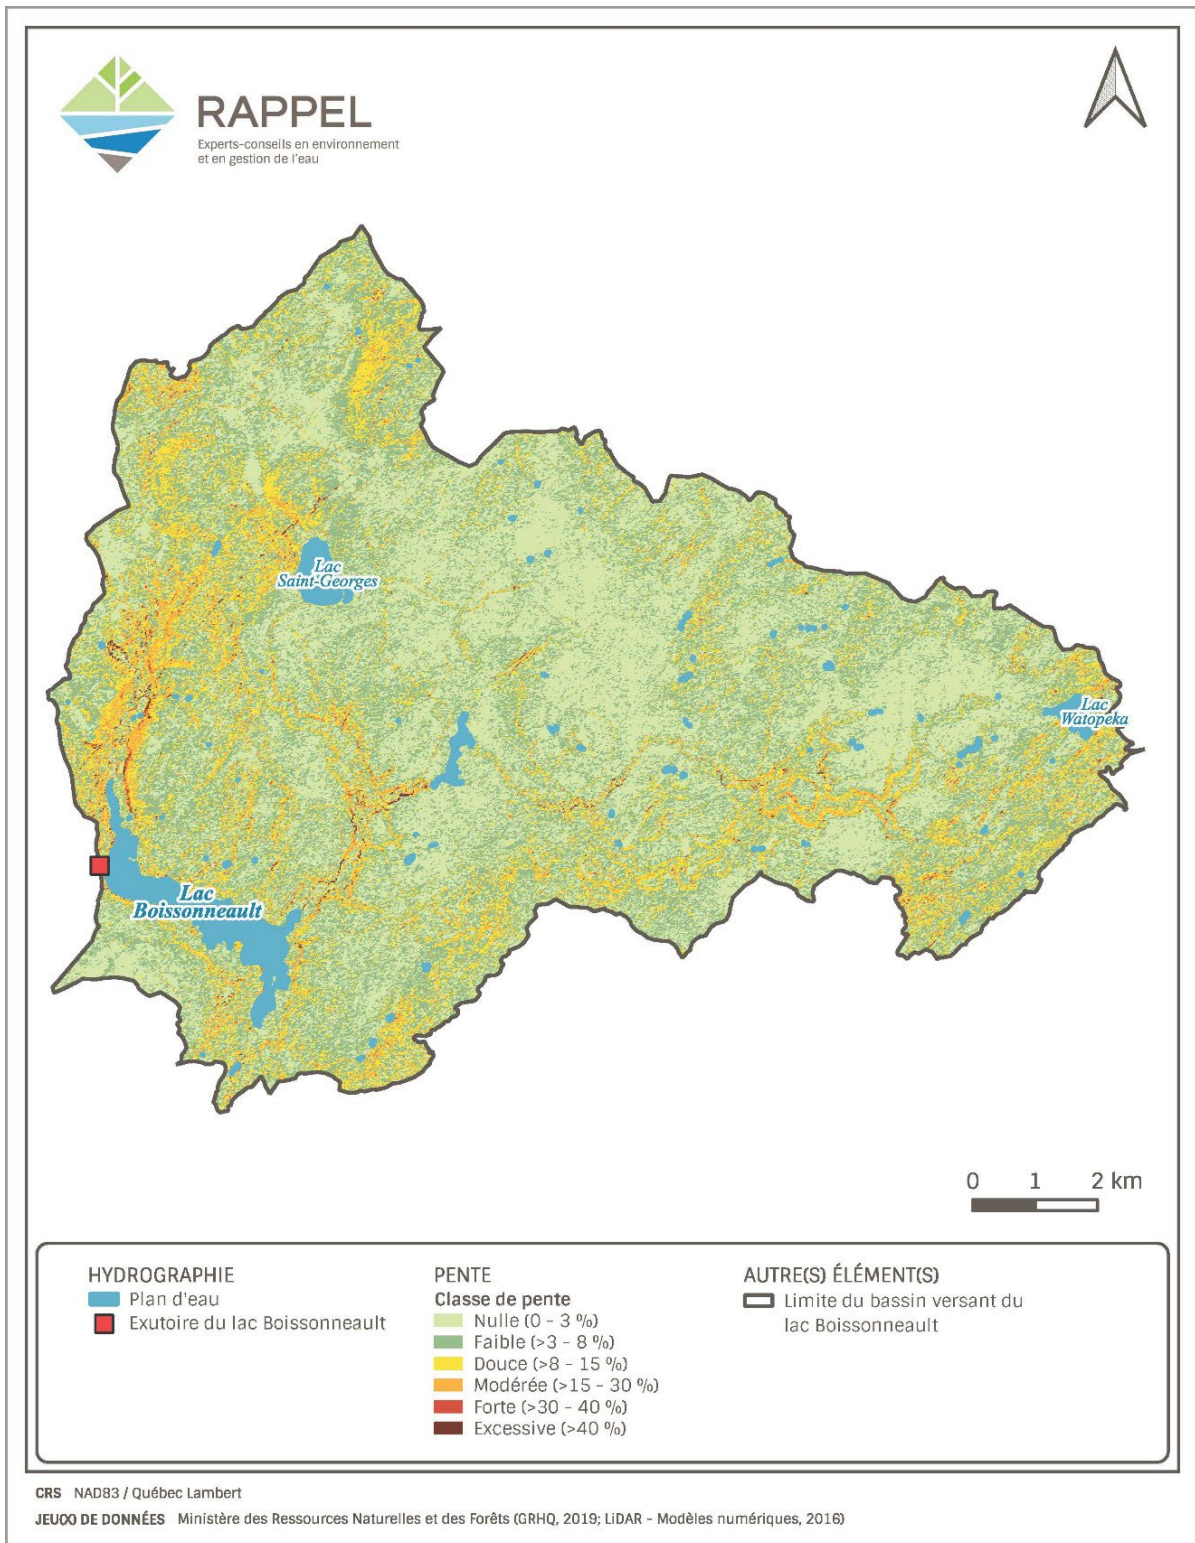 RAPPEL
Experts-conseils en environnement
et en gestion de l'eau
Lac
Saint-Georges
Lac
Watopeka
Lac
Boissonneault
0 1 2 km
HYDROGRAPHIE
Plan d'eau
Exutoire du lac Boissonneault
PENTE
Classe de pente
Nulle (0 - 3 %)
Faible (>3 - 8 %)
Douce (>8 - 15 %)
Modérée (>15 - 30 %)
Forte (>30 - 40 %)
Excessive (>40 %)
AUTRE(S) ÉLÉMENT(S)
Limite du bassin versant du
lac Boissonneault
CRS NAD83 / Québec Lambert
JEU(X) DE DONNÉES Ministère des Ressources Naturelles et des Forêts (GRHQ, 2019; LiDAR - Modèles numériques, 2016)